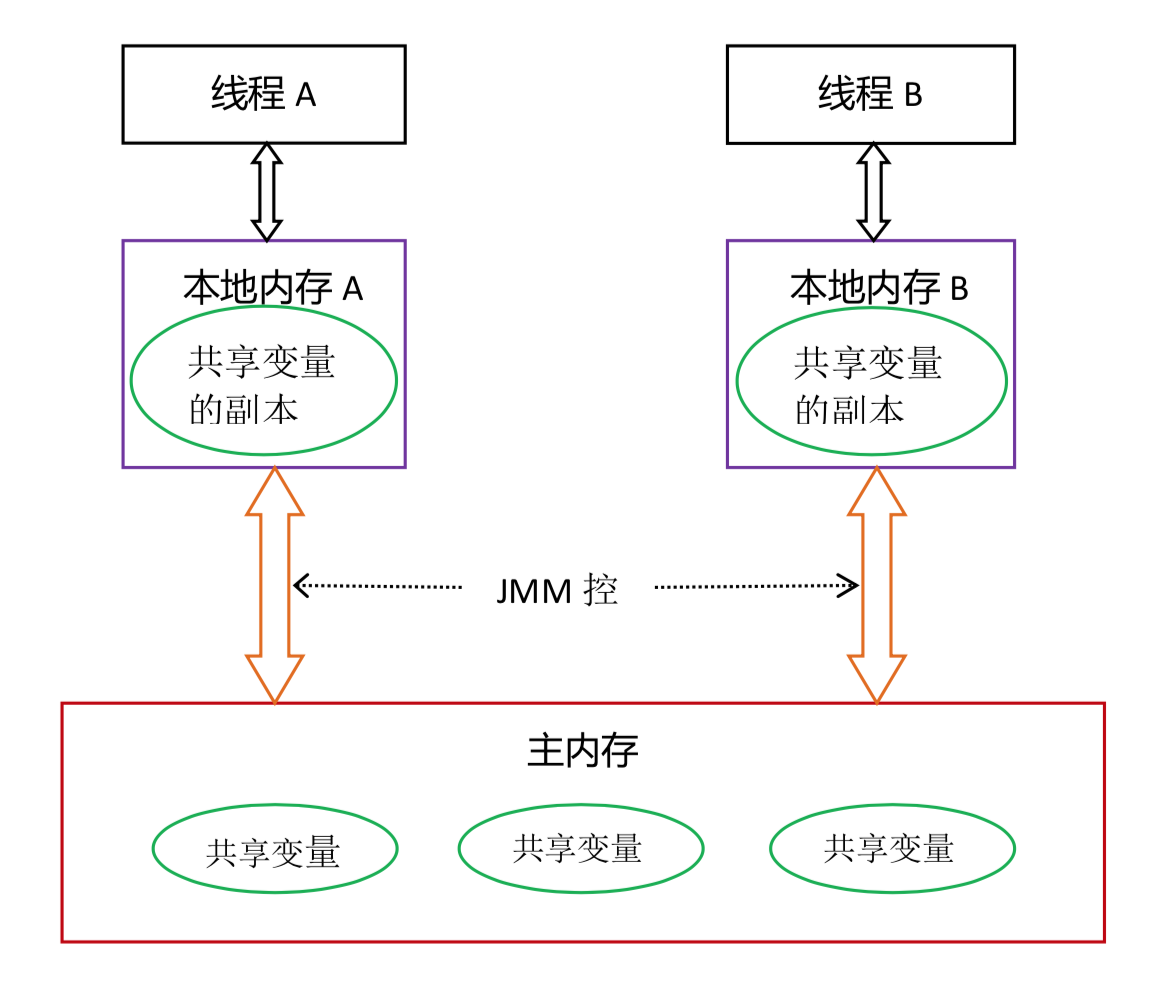 线程 A
线程 B
本地内存 A
本地内存 B
共享变量
的副本
共享变量
的副本
JMM 控
主内存
共享变量
共享变量
共享变量